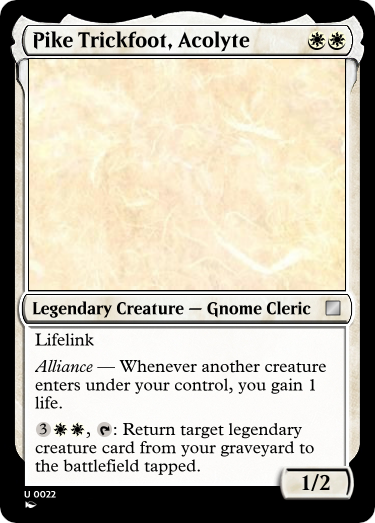 Pike Trickfoot, Acolyte
Legendary Creature — Gnome Cleric
Lifelink
Alliance — Whenever another creature
enters under your control, you gain 1
life.
3, : Return target legendary
creature card from your graveyard to
the battlefield tapped.
1/2
U 0022